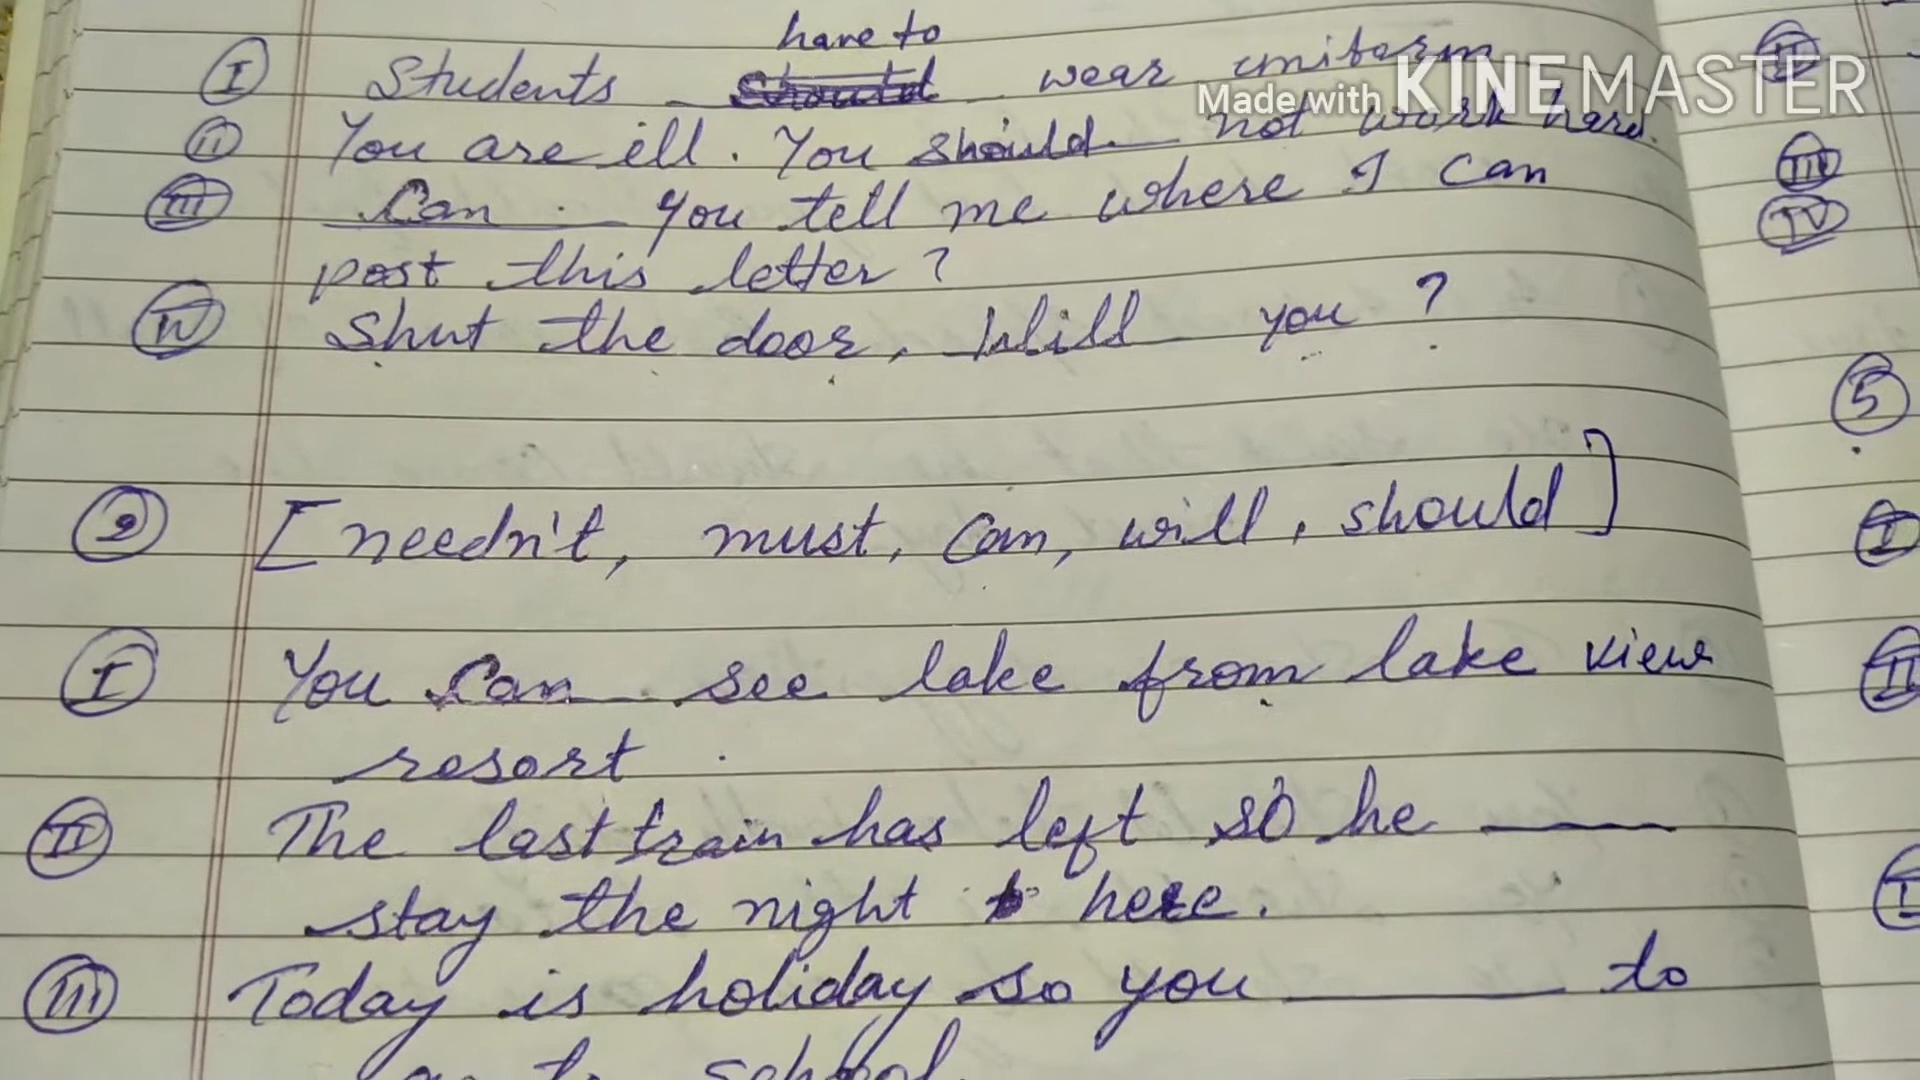 have to
I Students should wear uniform
Made with KINEMASTER
II You are ill. You should not work hard.
III Can you tell me where I can
post this letter?
IV Shut the door, Will you?
2 [needn't, must, can, will, should]
I You Can see lake from lake view
resort
II The last train has left so he ____
stay the night here.
III Today is holiday so you ____ to
go to school.
II
III
IV
5
I
II